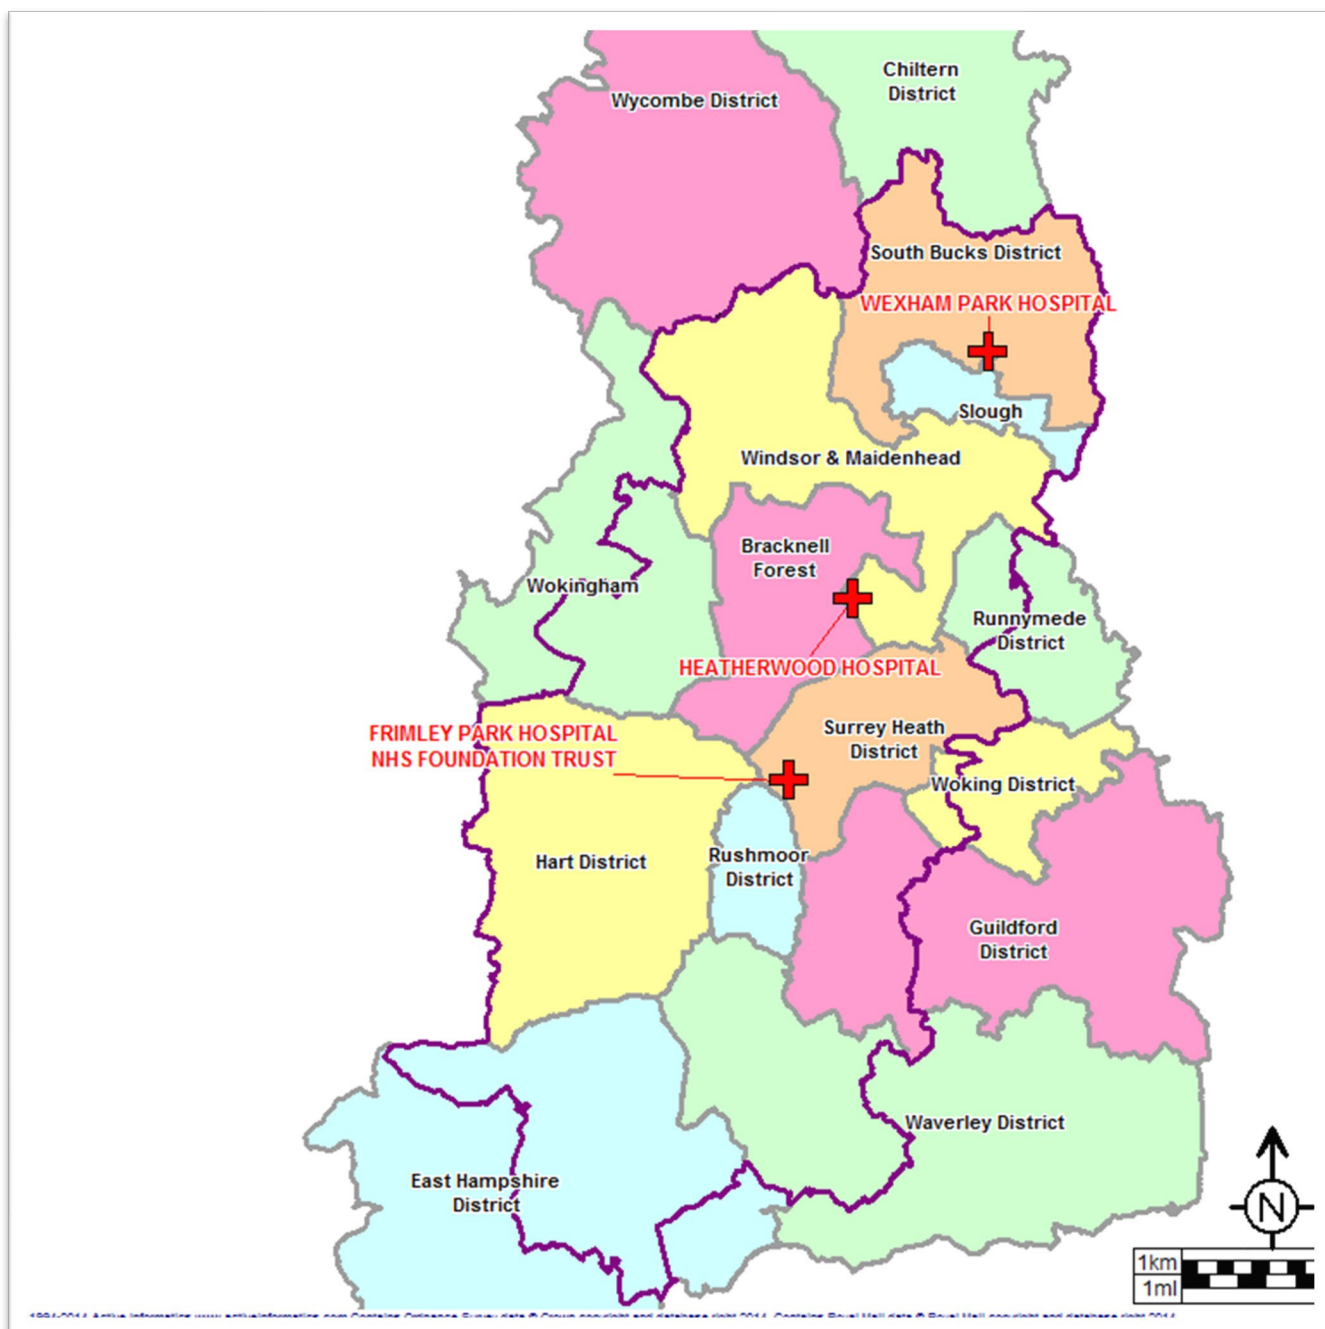 Chiltern
District
Wycombe District
South Bucks District
WEXHAM PARK HOSPITAL
Slough
Windsor & Maidenhead
Bracknell
Forest
Wokingham
Runnymede
District
HEATHERWOOD HOSPITAL
Surrey Heath
District
FRIMLEY PARK HOSPITAL
NHS FOUNDATION TRUST
Woking District
Hart District
Rushmoor
District
Guildford
District
Waverley District
East Hampshire
District
N
1km
1ml